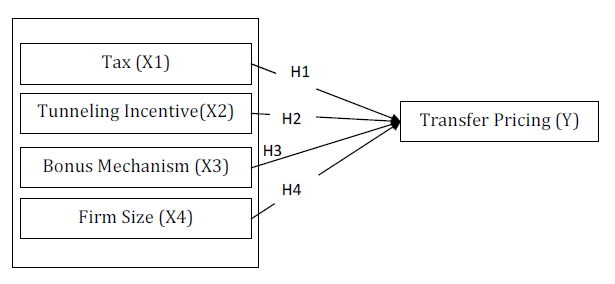 Tax (X1)
H1
Tunneling Incentive(X2)
H2
Transfer Pricing (Y)
Bonus Mechanism (X3)
H3
H4
Firm Size (X4)